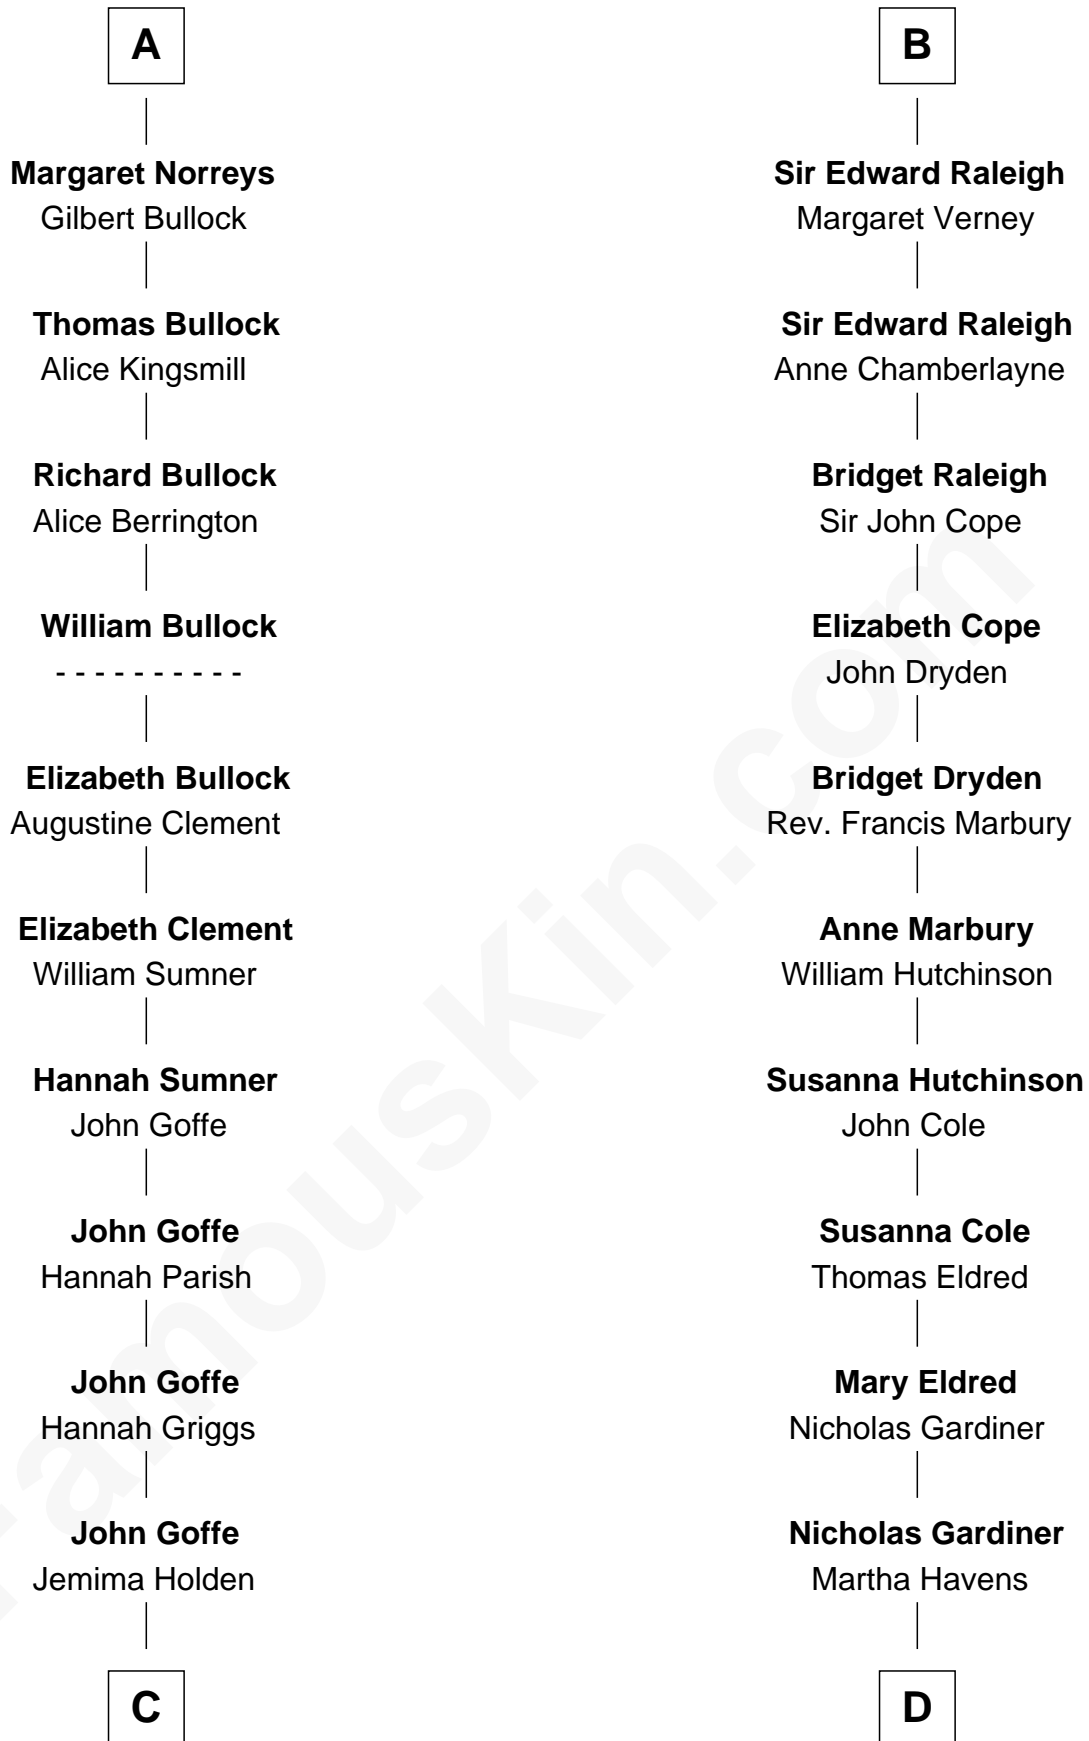 A
Margaret Norreys
Gilbert Bullock
Thomas Bullock
Alice Kingsmill
Richard Bullock
Alice Berrington
William Bullock
- - - - - - - - - -
Elizabeth Bullock
Augustine Clement
Elizabeth Clement
William Sumner
Hannah Sumner
John Goffe
John Goffe
Hannah Parish
John Goffe
Hannah Griggs
John Goffe
Jemima Holden
C
B
Sir Edward Raleigh
Margaret Verney
Sir Edward Raleigh
Anne Chamberlayne
Bridget Raleigh
Sir John Cope
Elizabeth Cope
John Dryden
Bridget Dryden
Rev. Francis Marbury
Anne Marbury
William Hutchinson
Susanna Hutchinson
John Cole
Susanna Cole
Thomas Eldred
Mary Eldred
Nicholas Gardiner
Nicholas Gardiner
Martha Havens
D
FamousKin.com